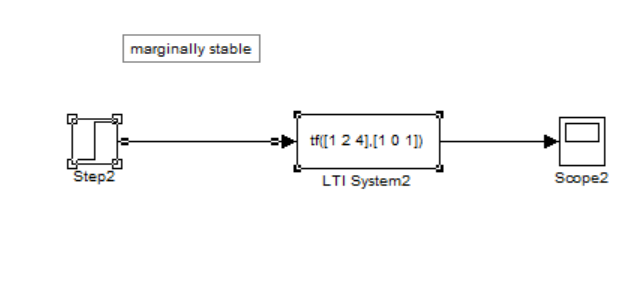 marginally stable
tf([1 2 4],[1 0 1])
Step2
LTI System2
Scope2